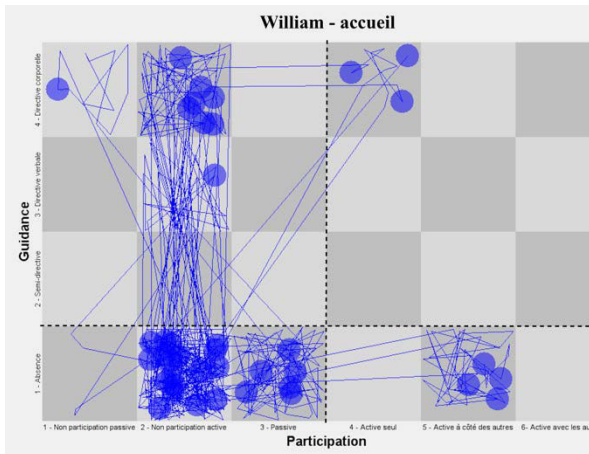 William - accueil
4 - Directive corporelle
3 - Directive verbale
2 - Semi-directive
1 - Absence
Guidance
1 - Non participation passive
2 - Non participation active
3 - Passive
4 - Active seul
5 - Active á côté des autres
6- Active avec les au
Participation